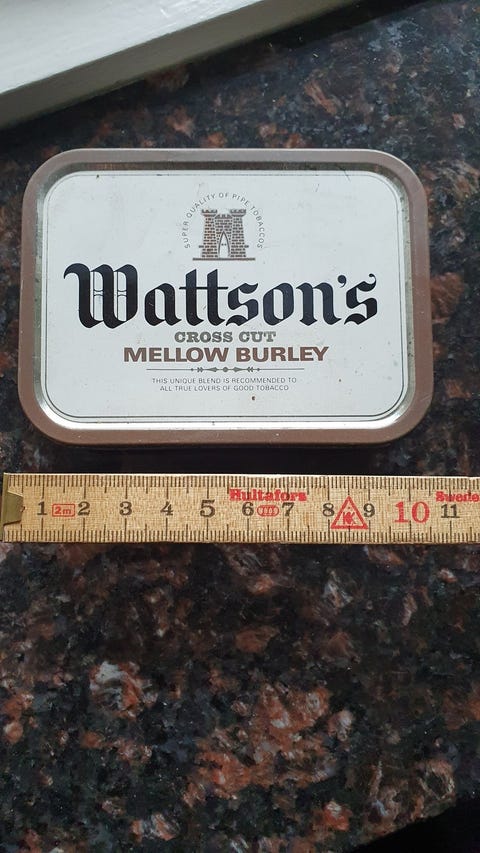 SUPER QUALITY OF PIPE TOBACCOS
Wattson's
CROSS CUT
MELLOW BURLEY
THIS UNIQUE BLEND IS RECOMMENDED TO
ALL TRUE LOVERS OF GOOD TOBACCO
Hultafors Swede
1 2m 2 3 4 5 6 7 8 9 10 11